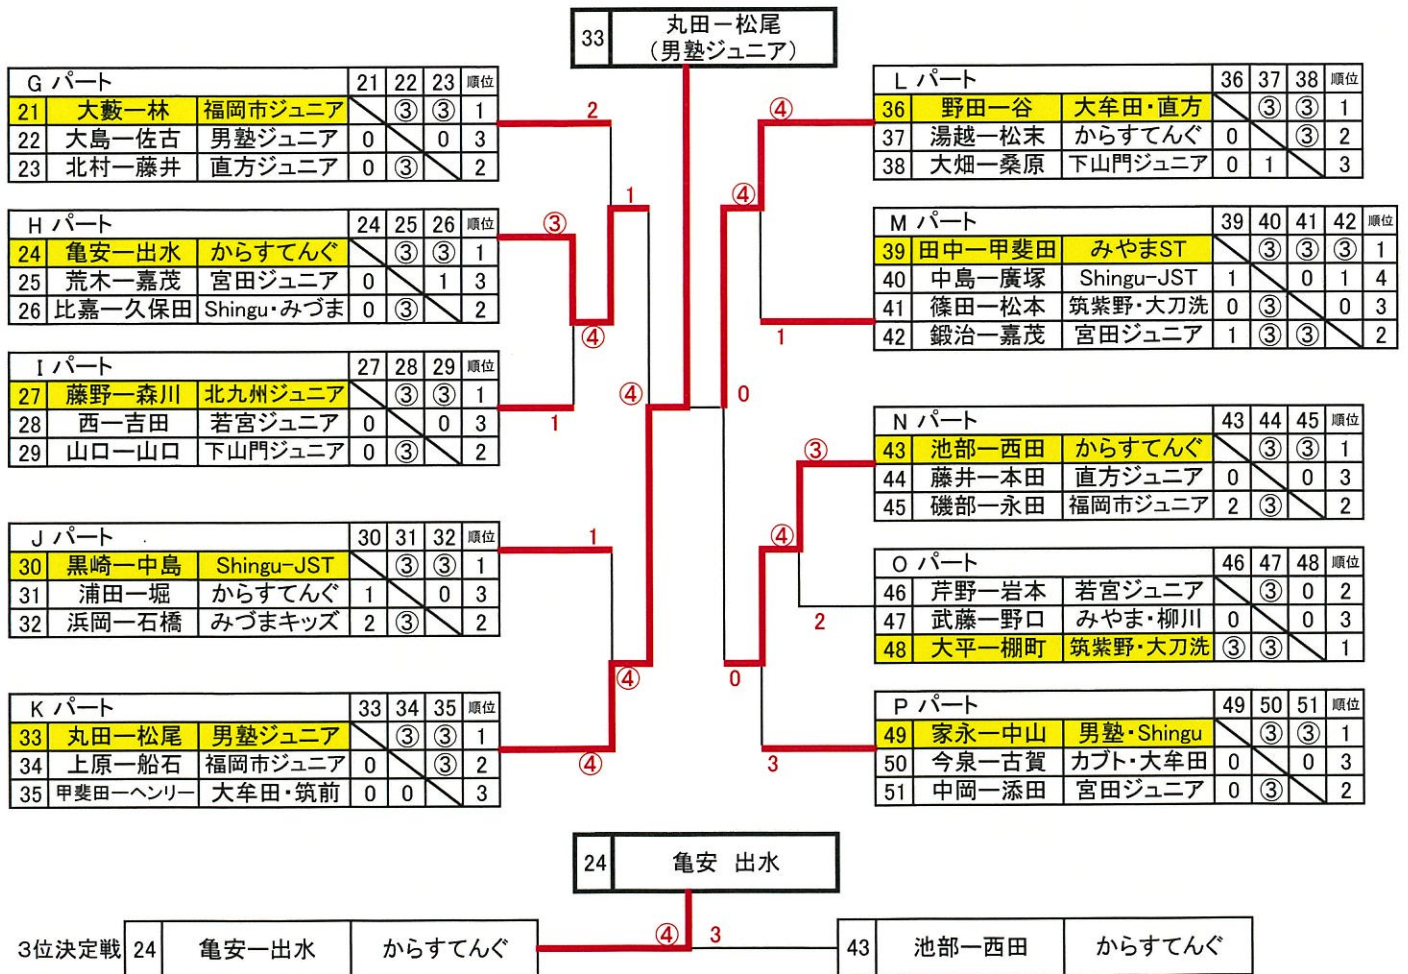 33 丸田ー松尾
（男塾ジュニア）
G パート 21 22 23 順位
21 大藪ー林 福岡市ジュニア ③ ③ 1
22 大島ー佐古 男塾ジュニア 0 0 3
23 北村ー藤井 直方ジュニア 0 ③ 2
H パート 24 25 26 順位
24 亀安ー出水 からすてんぐ ③ ③ 1
25 荒木ー嘉茂 宮田ジュニア 0 1 3
26 比嘉ー久保田 Shingu・みづま 0 ③ 2
I パート 27 28 29 順位
27 藤野ー森川 北九州ジュニア ③ ③ 1
28 西ー吉田 若宮ジュニア 0 0 3
29 山口ー山口 下山門ジュニア 0 ③ 2
J パート 30 31 32 順位
30 黒崎ー中島 Shingu-JST ③ ③ 1
31 浦田ー堀 からすてんぐ 1 0 3
32 浜岡ー石橋 みづまキッズ 2 ③ 2
K パート 33 34 35 順位
33 丸田ー松尾 男塾ジュニア ③ ③ 1
34 上原ー船石 福岡市ジュニア 0 ③ 2
35 甲斐田ーヘンリー 大牟田・筑前 0 0 3
2
③
1
④
1
1
④
④
④
④
④
1
0
③
④
2
0
3
L パート 36 37 38 順位
36 野田ー谷 大牟田・直方 ③ ③ 1
37 湯越ー松末 からすてんぐ 0 ③ 2
38 大畑ー桑原 下山門ジュニア 0 1 3
M パート 39 40 41 42 順位
39 田中ー甲斐田 みやまST ③ ③ ③ 1
40 中島ー廣塚 Shingu-JST 1 0 1 4
41 篠田ー松本 筑紫野・大刀洗 0 ③ 0 3
42 鍛治ー嘉茂 宮田ジュニア 1 ③ ③ 2
N パート 43 44 45 順位
43 池部ー西田 からすてんぐ ③ ③ 1
44 藤井ー本田 直方ジュニア 0 0 3
45 磯部ー永田 福岡市ジュニア 2 ③ 2
O パート 46 47 48 順位
46 芹野ー岩本 若宮ジュニア ③ 0 2
47 武藤ー野口 みやま・柳川 0 0 3
48 大平ー棚町 筑紫野・大刀洗 ③ ③ 1
P パート 49 50 51 順位
49 家永ー中山 男塾・Shingu ③ ③ 1
50 今泉ー古賀 カブト・大牟田 0 0 3
51 中岡ー添田 宮田ジュニア 0 ③ 2
24 亀安 出水
3位決定戦 24 亀安ー出水 からすてんぐ ④ 3 43 池部ー西田 からすてんぐ